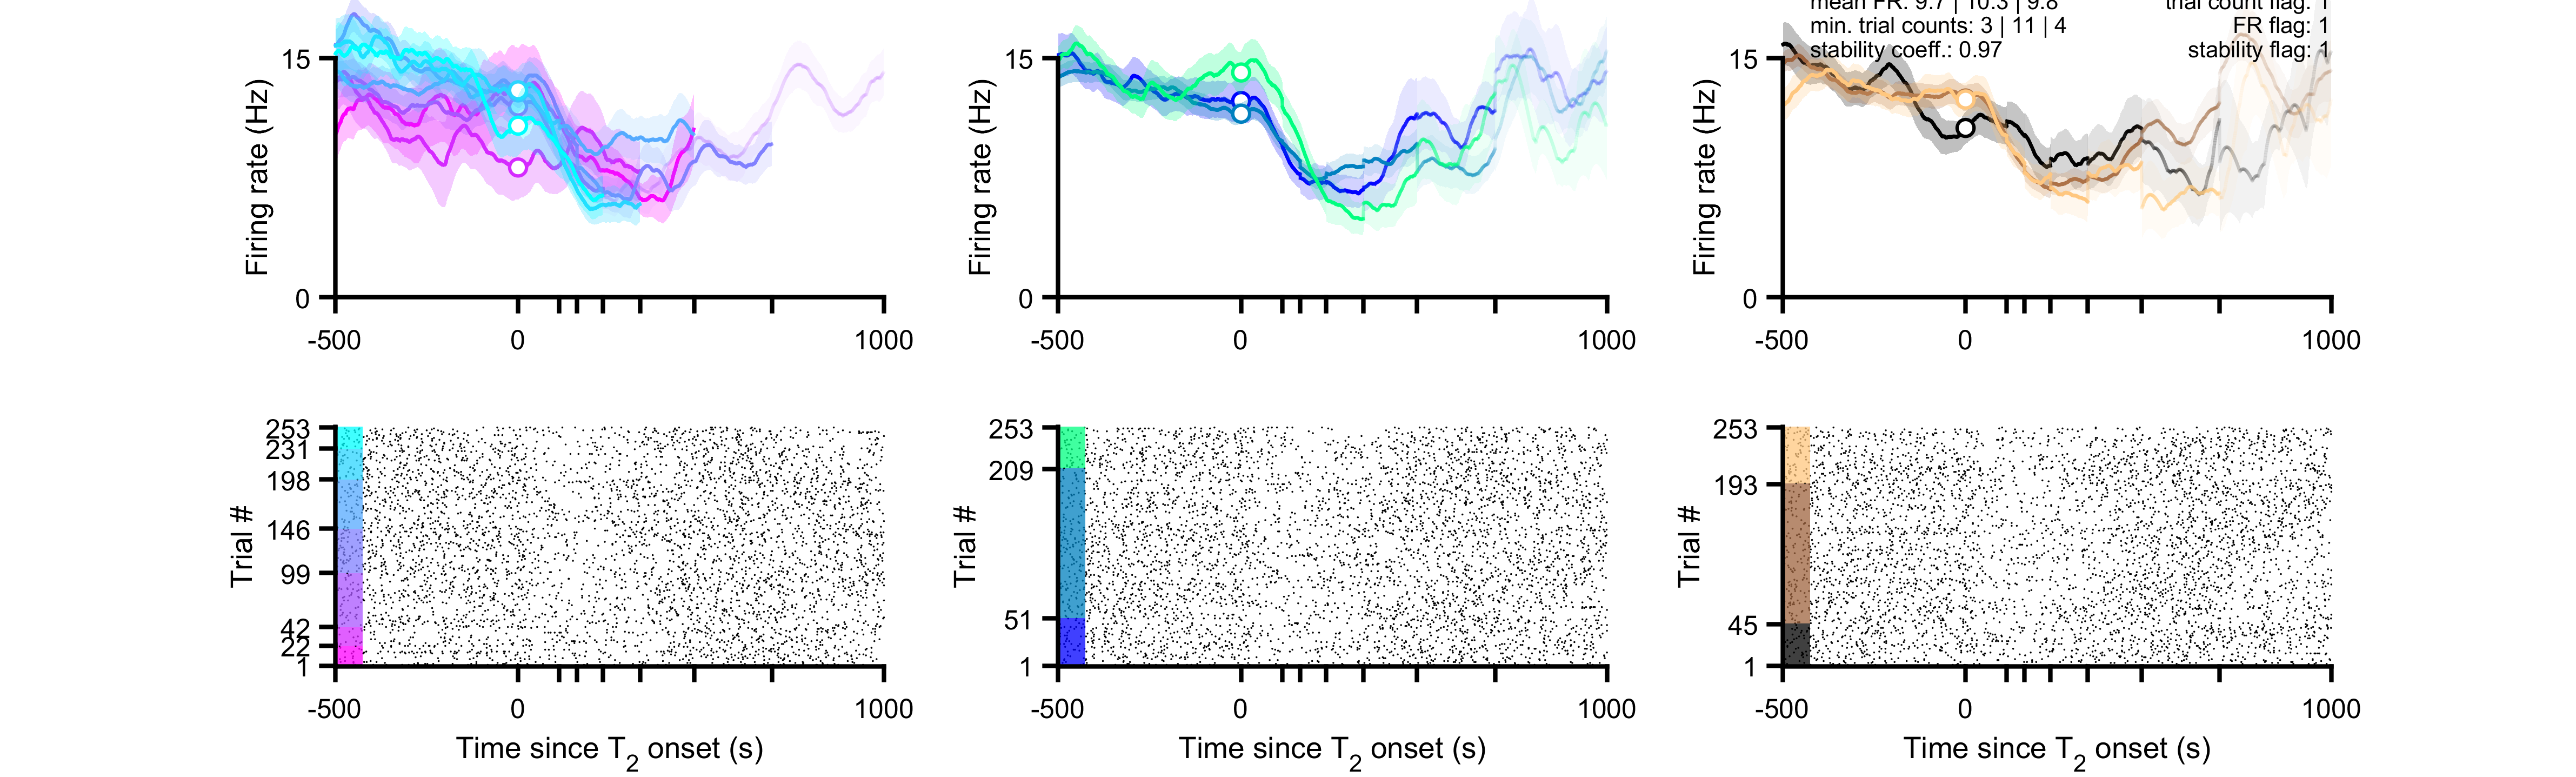 mean FR: 9.7 | 10.3 | 9.8 trial count flag: 1
min. trial counts: 3 | 11 | 4 FR flag: 1
stability coeff.: 0.97 stability flag: 1
15 15 15
Firing rate (Hz) Firing rate (Hz) Firing rate (Hz)
0 0 0
-500 0 1000 -500 0 1000 -500 0 1000
253 253 253
231 209 193
198
146
Trial # Trial # Trial #
99
42 51 45
22
1 1 1
-500 0 1000 -500 0 1000 -500 0 1000
Time since T2 onset (s) Time since T2 onset (s) Time since T2 onset (s)